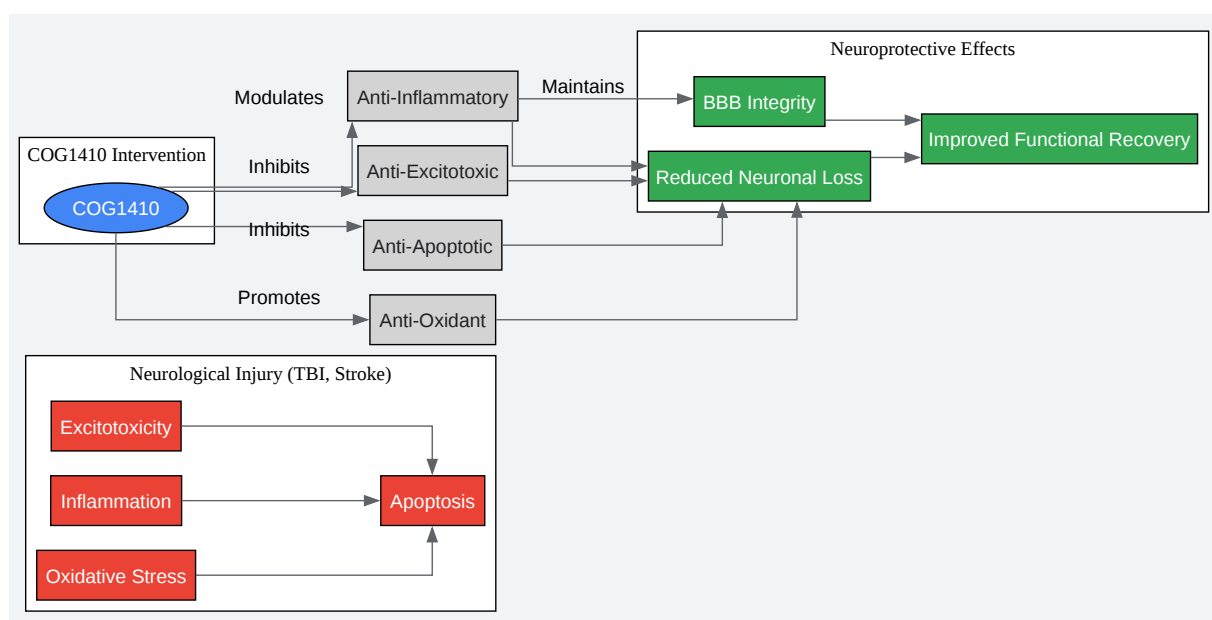 Neuroprotective Effects
Modulates
Anti-Inflammatory
Maintains
BBB Integrity
Improved Functional Recovery
COG1410 Intervention
Inhibits
Anti-Excitotoxic
Reduced Neuronal Loss
COG1410
Inhibits
Anti-Apoptotic
Promotes
Anti-Oxidant
Neurological Injury (TBI, Stroke)
Excitotoxicity
Inflammation
Apoptosis
Oxidative Stress